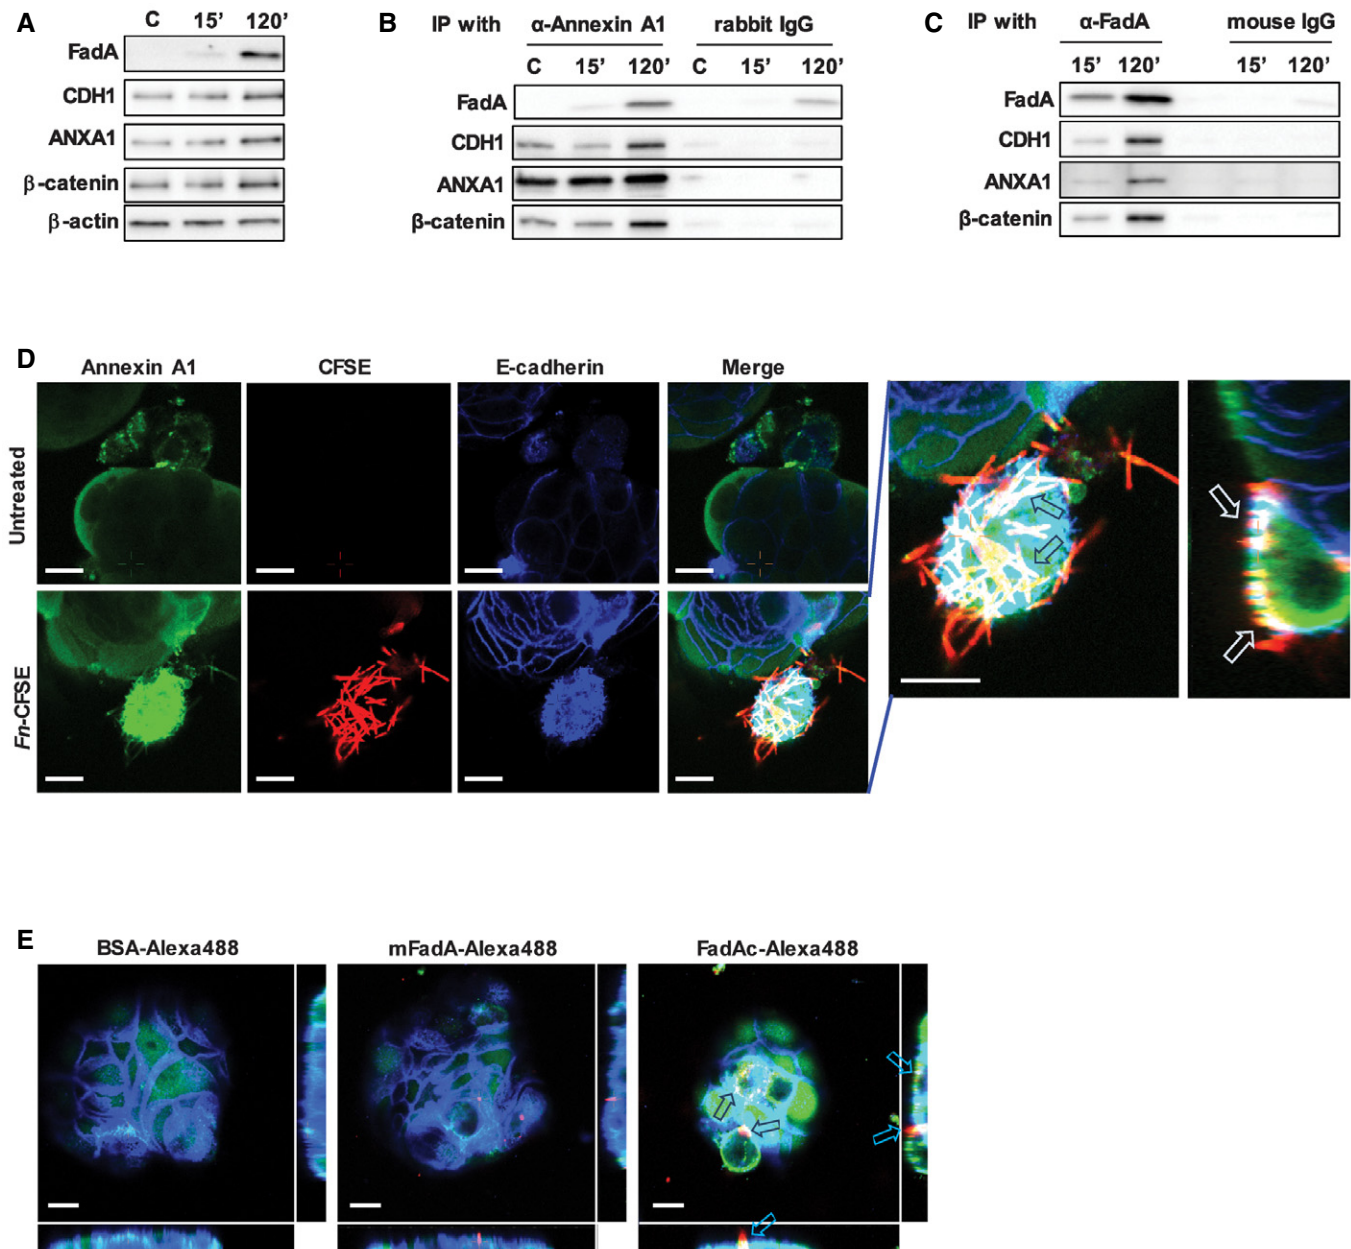 A
C 15’ 120’
FadA
CDH1
ANXA1
β-catenin
β-actin
B
IP with α-Annexin A1 rabbit IgG
C 15’ 120’ C 15’ 120’
FadA
CDH1
ANXA1
β-catenin
C
IP with α-FadA mouse IgG
15’ 120’ 15’ 120’
FadA
CDH1
ANXA1
β-catenin
D
Annexin A1 CFSE E-cadherin Merge
Untreated
Fn-CFSE
E
BSA-Alexa488 mFadA-Alexa488 FadAc-Alexa488